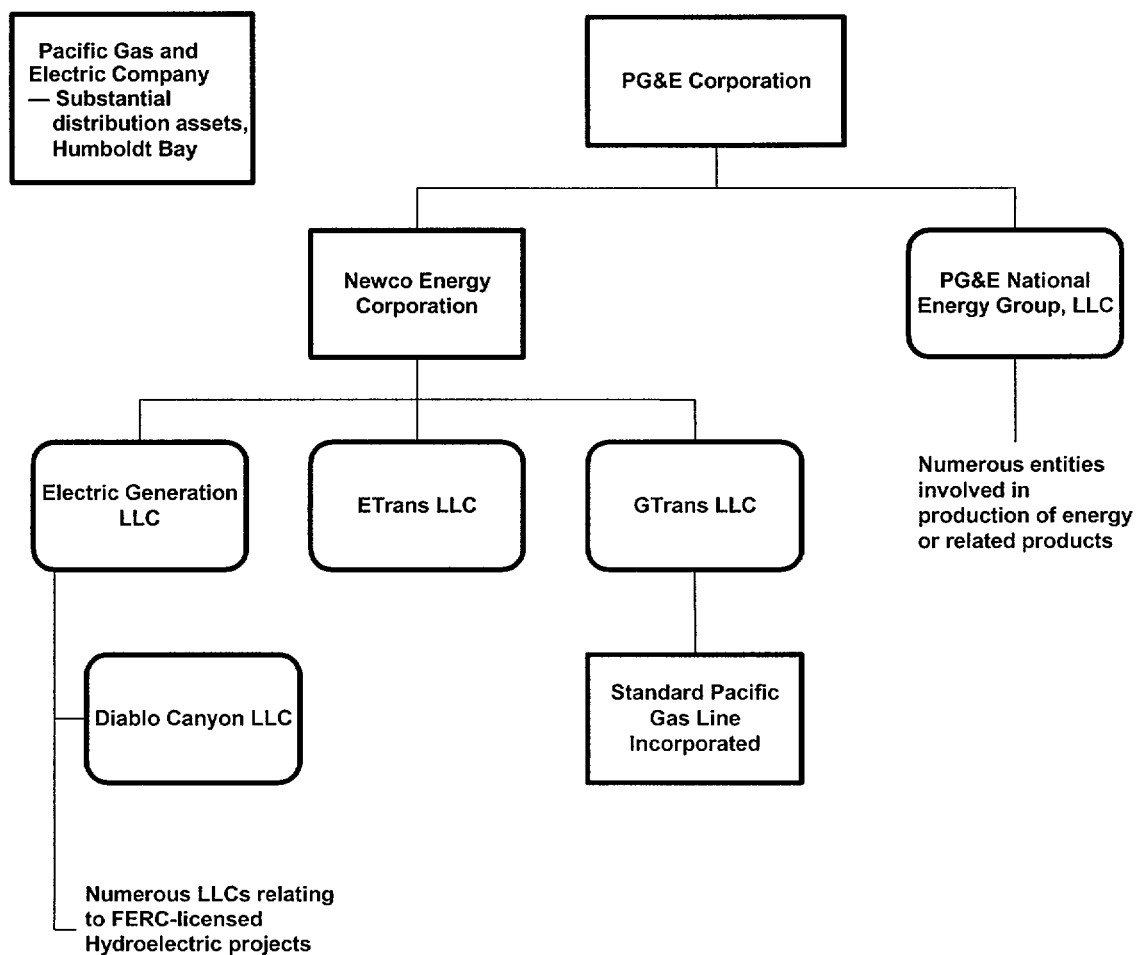 Pacific Gas and
Electric Company
— Substantial
distribution assets,
Humboldt Bay
PG&E Corporation
Newco Energy
Corporation
PG&E National
Energy Group, LLC
Electric Generation
LLC
ETrans LLC
GTrans LLC
Numerous entities
involved in
production of energy
or related products
Diablo Canyon LLC
Standard Pacific
Gas Line
Incorporated
Numerous LLCs relating
to FERC-licensed
Hydroelectric projects